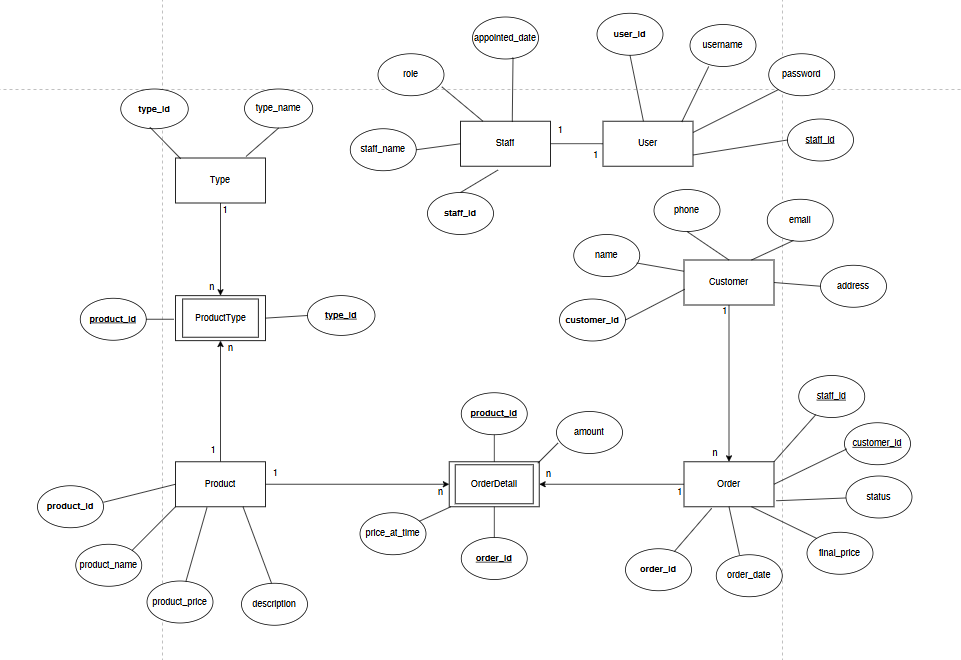 appointed_date
user_id
username
role
password
type_id
type_name
staff_name
Staff
1
1
User
staff_id
Type
staff_id
1
phone
email
name
Customer
address
n
product_id
ProductType
type_id
customer_id
1
n
staff_id
product_id
amount
customer_id
1
n
Product
1
n
OrderDetail
n
1
Order
status
product_id
price_at_time
order_id
final_price
product_name
order_id
order_date
product_price
description